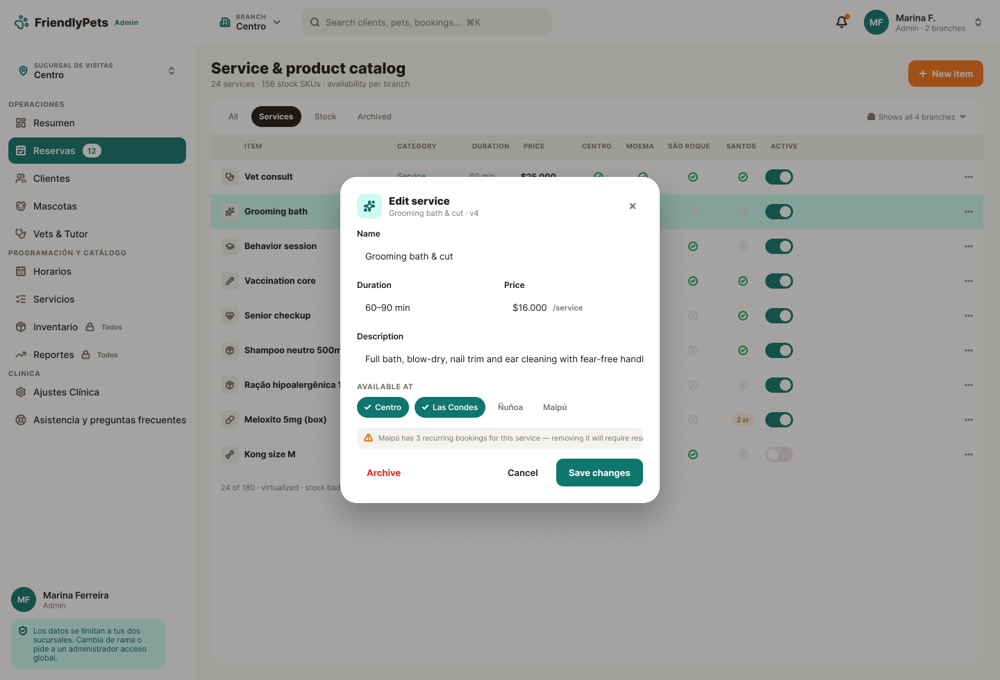 FriendlyPets Admin
BRANCH
Centro
Search clients, pets, bookings... ⌘K
MF
Marina F.
Admin · 2 branches
SUCURSAL DE VISITAS
Centro
OPERACIONES
Resumen
Reservas 12
Clientes
Mascotas
Vets & Tutor
PROGRAMACIÓN Y CATÁLOGO
Horarios
Servicios
Inventario Todos
Reportes Todos
CLINICA
Ajustes Clínica
Asistencia y preguntas frecuentes
MF
Marina Ferreira
Admin
Los datos se limitan a tus dos
sucursales. Cambia de rama o
pide a un administrador acceso
global.
Service & product catalog
24 services · 156 stock SKUs · availability per branch
+ New item
All Services Stock Archived
Shows all 4 branches
ITEM CATEGORY DURATION PRICE CENTRO MOEMA SÃO ROQUE SANTOS ACTIVE
Vet consult Service 60 min $25.000
Grooming bath
Behavior session
Vaccination core
Senior checkup
Shampoo neutro 500m
Ração hipoalergênica 1
Meloxito 5mg (box) 2 st
Kong size M
24 of 180 · virtualized · stock bad
Edit service
Grooming bath & cut · v4
Name
Grooming bath & cut
Duration Price
60–90 min $16.000 /service
Description
Full bath, blow-dry, nail trim and ear cleaning with fear-free handl
AVAILABLE AT
Centro Las Condes Ñuñoa Maipú
Maipú has 3 recurring bookings for this service — removing it will require rese
Archive Cancel Save changes